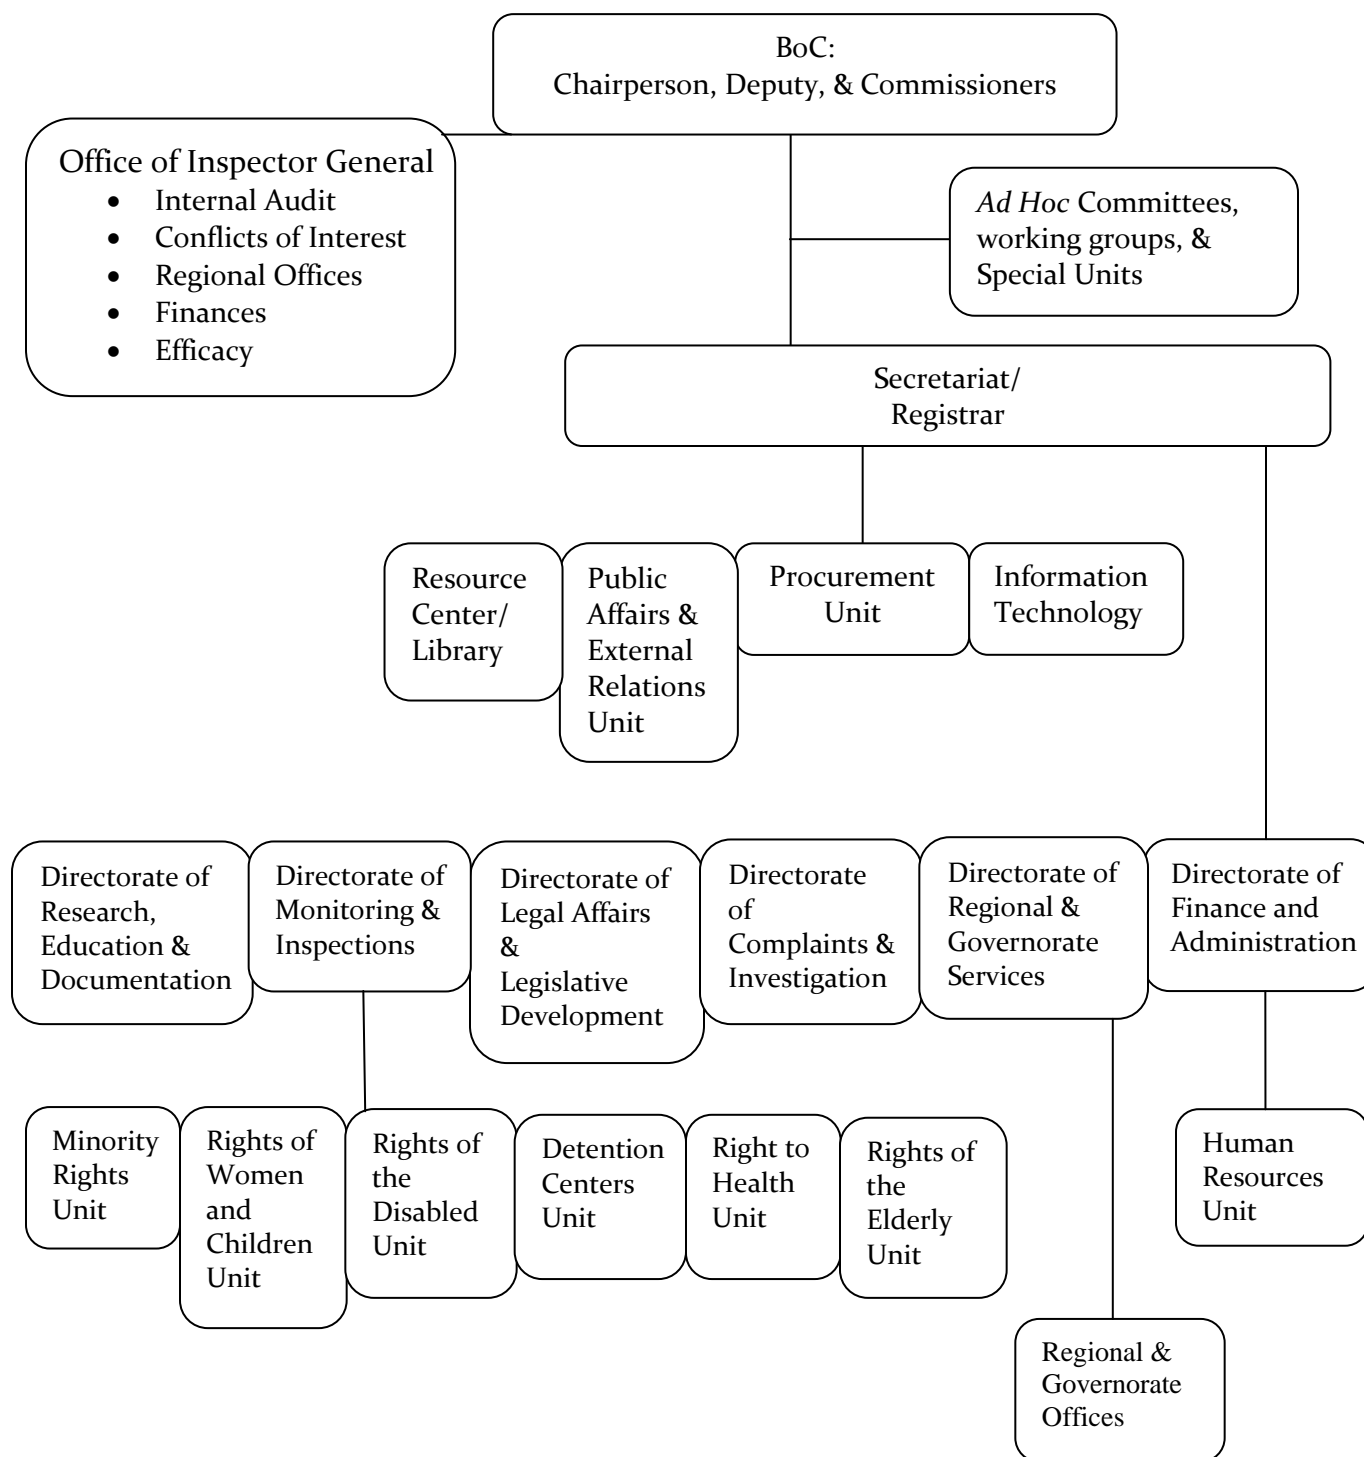 BoC:
Chairperson, Deputy, & Commissioners
Office of Inspector General
• Internal Audit
• Conflicts of Interest
• Regional Offices
• Finances
• Efficacy
Ad Hoc Committees,
working groups, &
Special Units
Secretariat/
Registrar
Resource
Center/
Library
Public
Affairs &
External
Relations
Unit
Procurement
Unit
Information
Technology
Directorate of
Research,
Education &
Documentation
Directorate of
Monitoring &
Inspections
Directorate of
Legal Affairs
&
Legislative
Development
Directorate
of
Complaints &
Investigation
Directorate of
Regional &
Governorate
Services
Directorate of
Finance and
Administration
Minority
Rights
Unit
Rights of
Women
and
Children
Unit
Rights of
the
Disabled
Unit
Detention
Centers
Unit
Right to
Health
Unit
Rights of
the
Elderly
Unit
Human
Resources
Unit
Regional &
Governorate
Offices